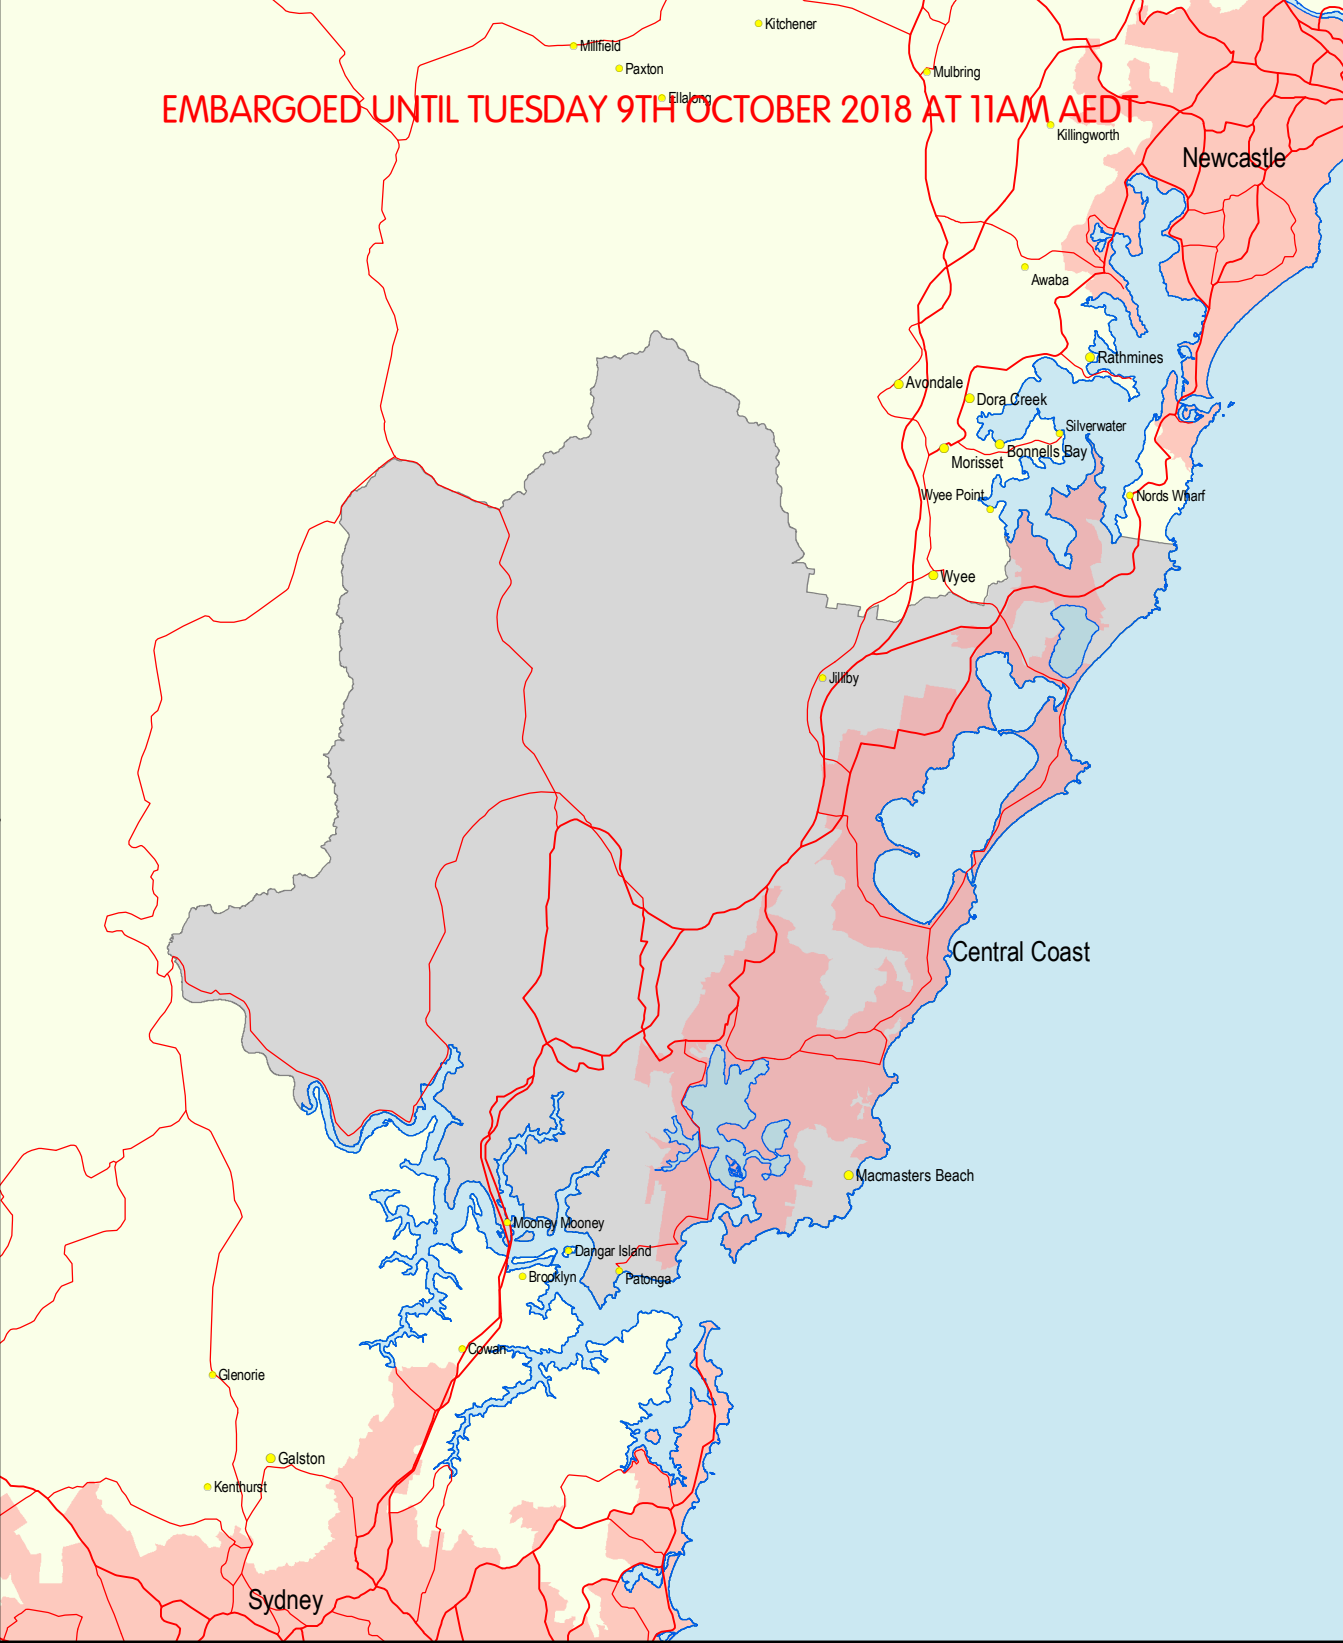 Kitchener
Millfield
Paxton
Mulbring
Ellalong
EMBARGOED UNTIL TUESDAY 9TH OCTOBER 2018 AT 11AM AEDT
Killingworth
Newcastle
Awaba
Rathmines
Avondale
Dora Creek
Silverwater
Bonnells Bay
Morisset
Wyee Point
Nords Wharf
Wyee
Jilliby
Central Coast
Macmasters Beach
Mooney Mooney
Dangar Island
Brooklyn
Patonga
Cowan
Glenorie
Galston
Kenthurst
Sydney